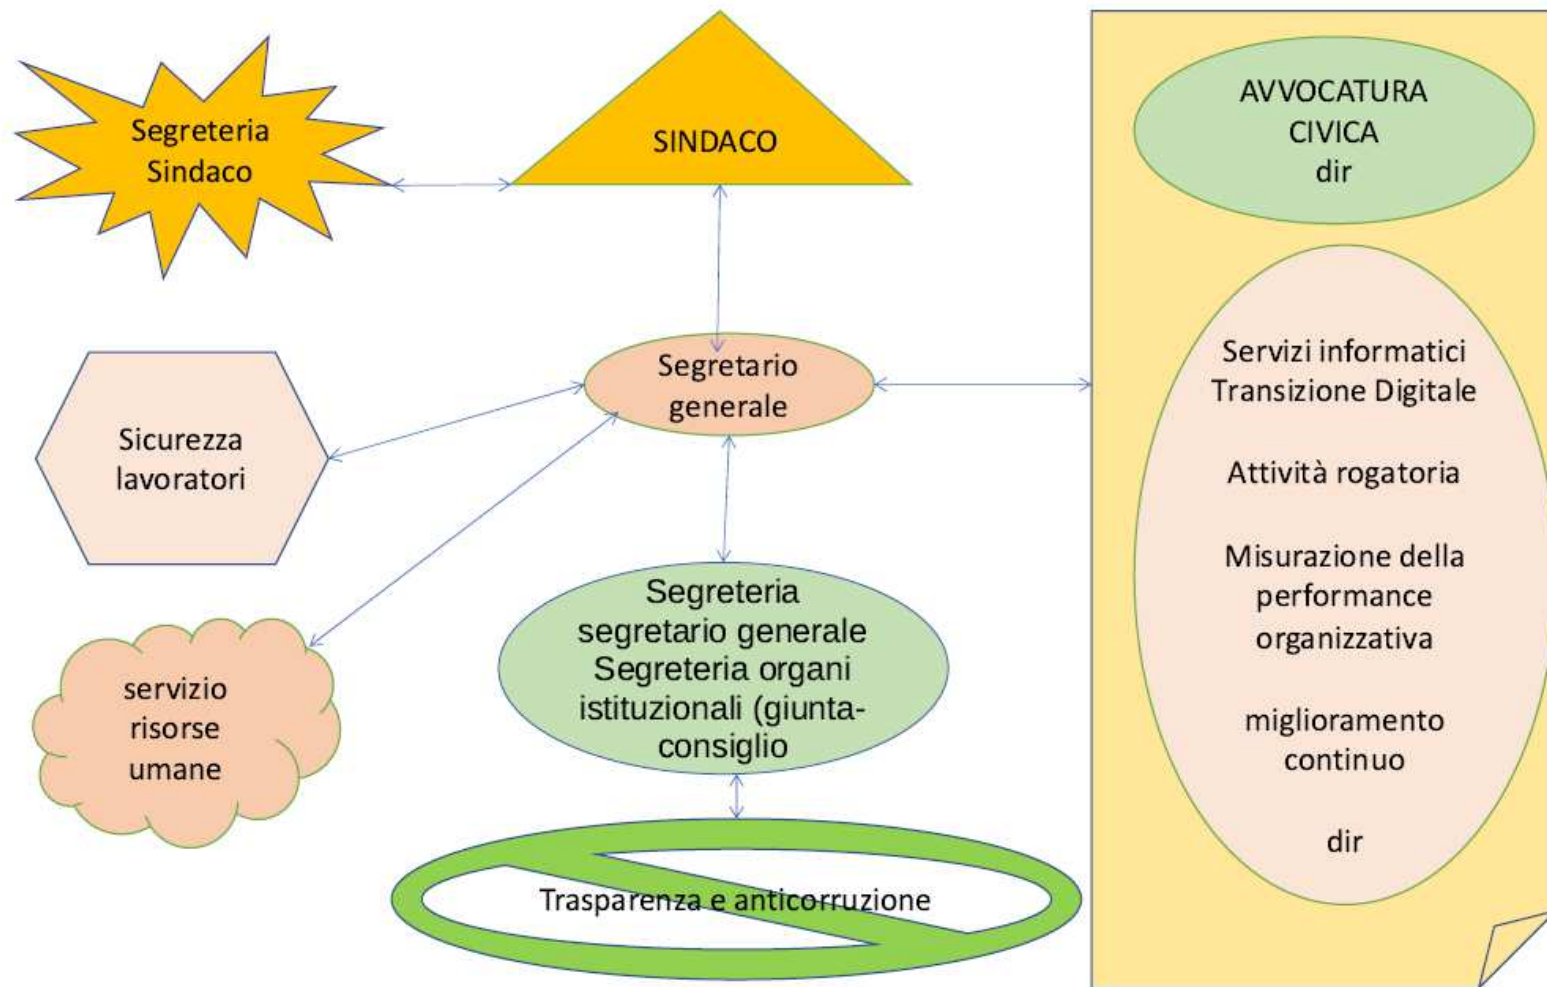 Segreteria
Sindaco
SINDACO
AVVOCATURA
CIVICA
dir
Segretario
generale
Servizi informatici
Transizione Digitale
Attività rogatoria
Misurazione della
performance
organizzativa
miglioramento
continuo
dir
Sicurezza
lavoratori
Segreteria
segretario generale
Segreteria organi
istituzionali (giunta-
consiglio
servizio
risorse
umane
Trasparenza e anticorruzione